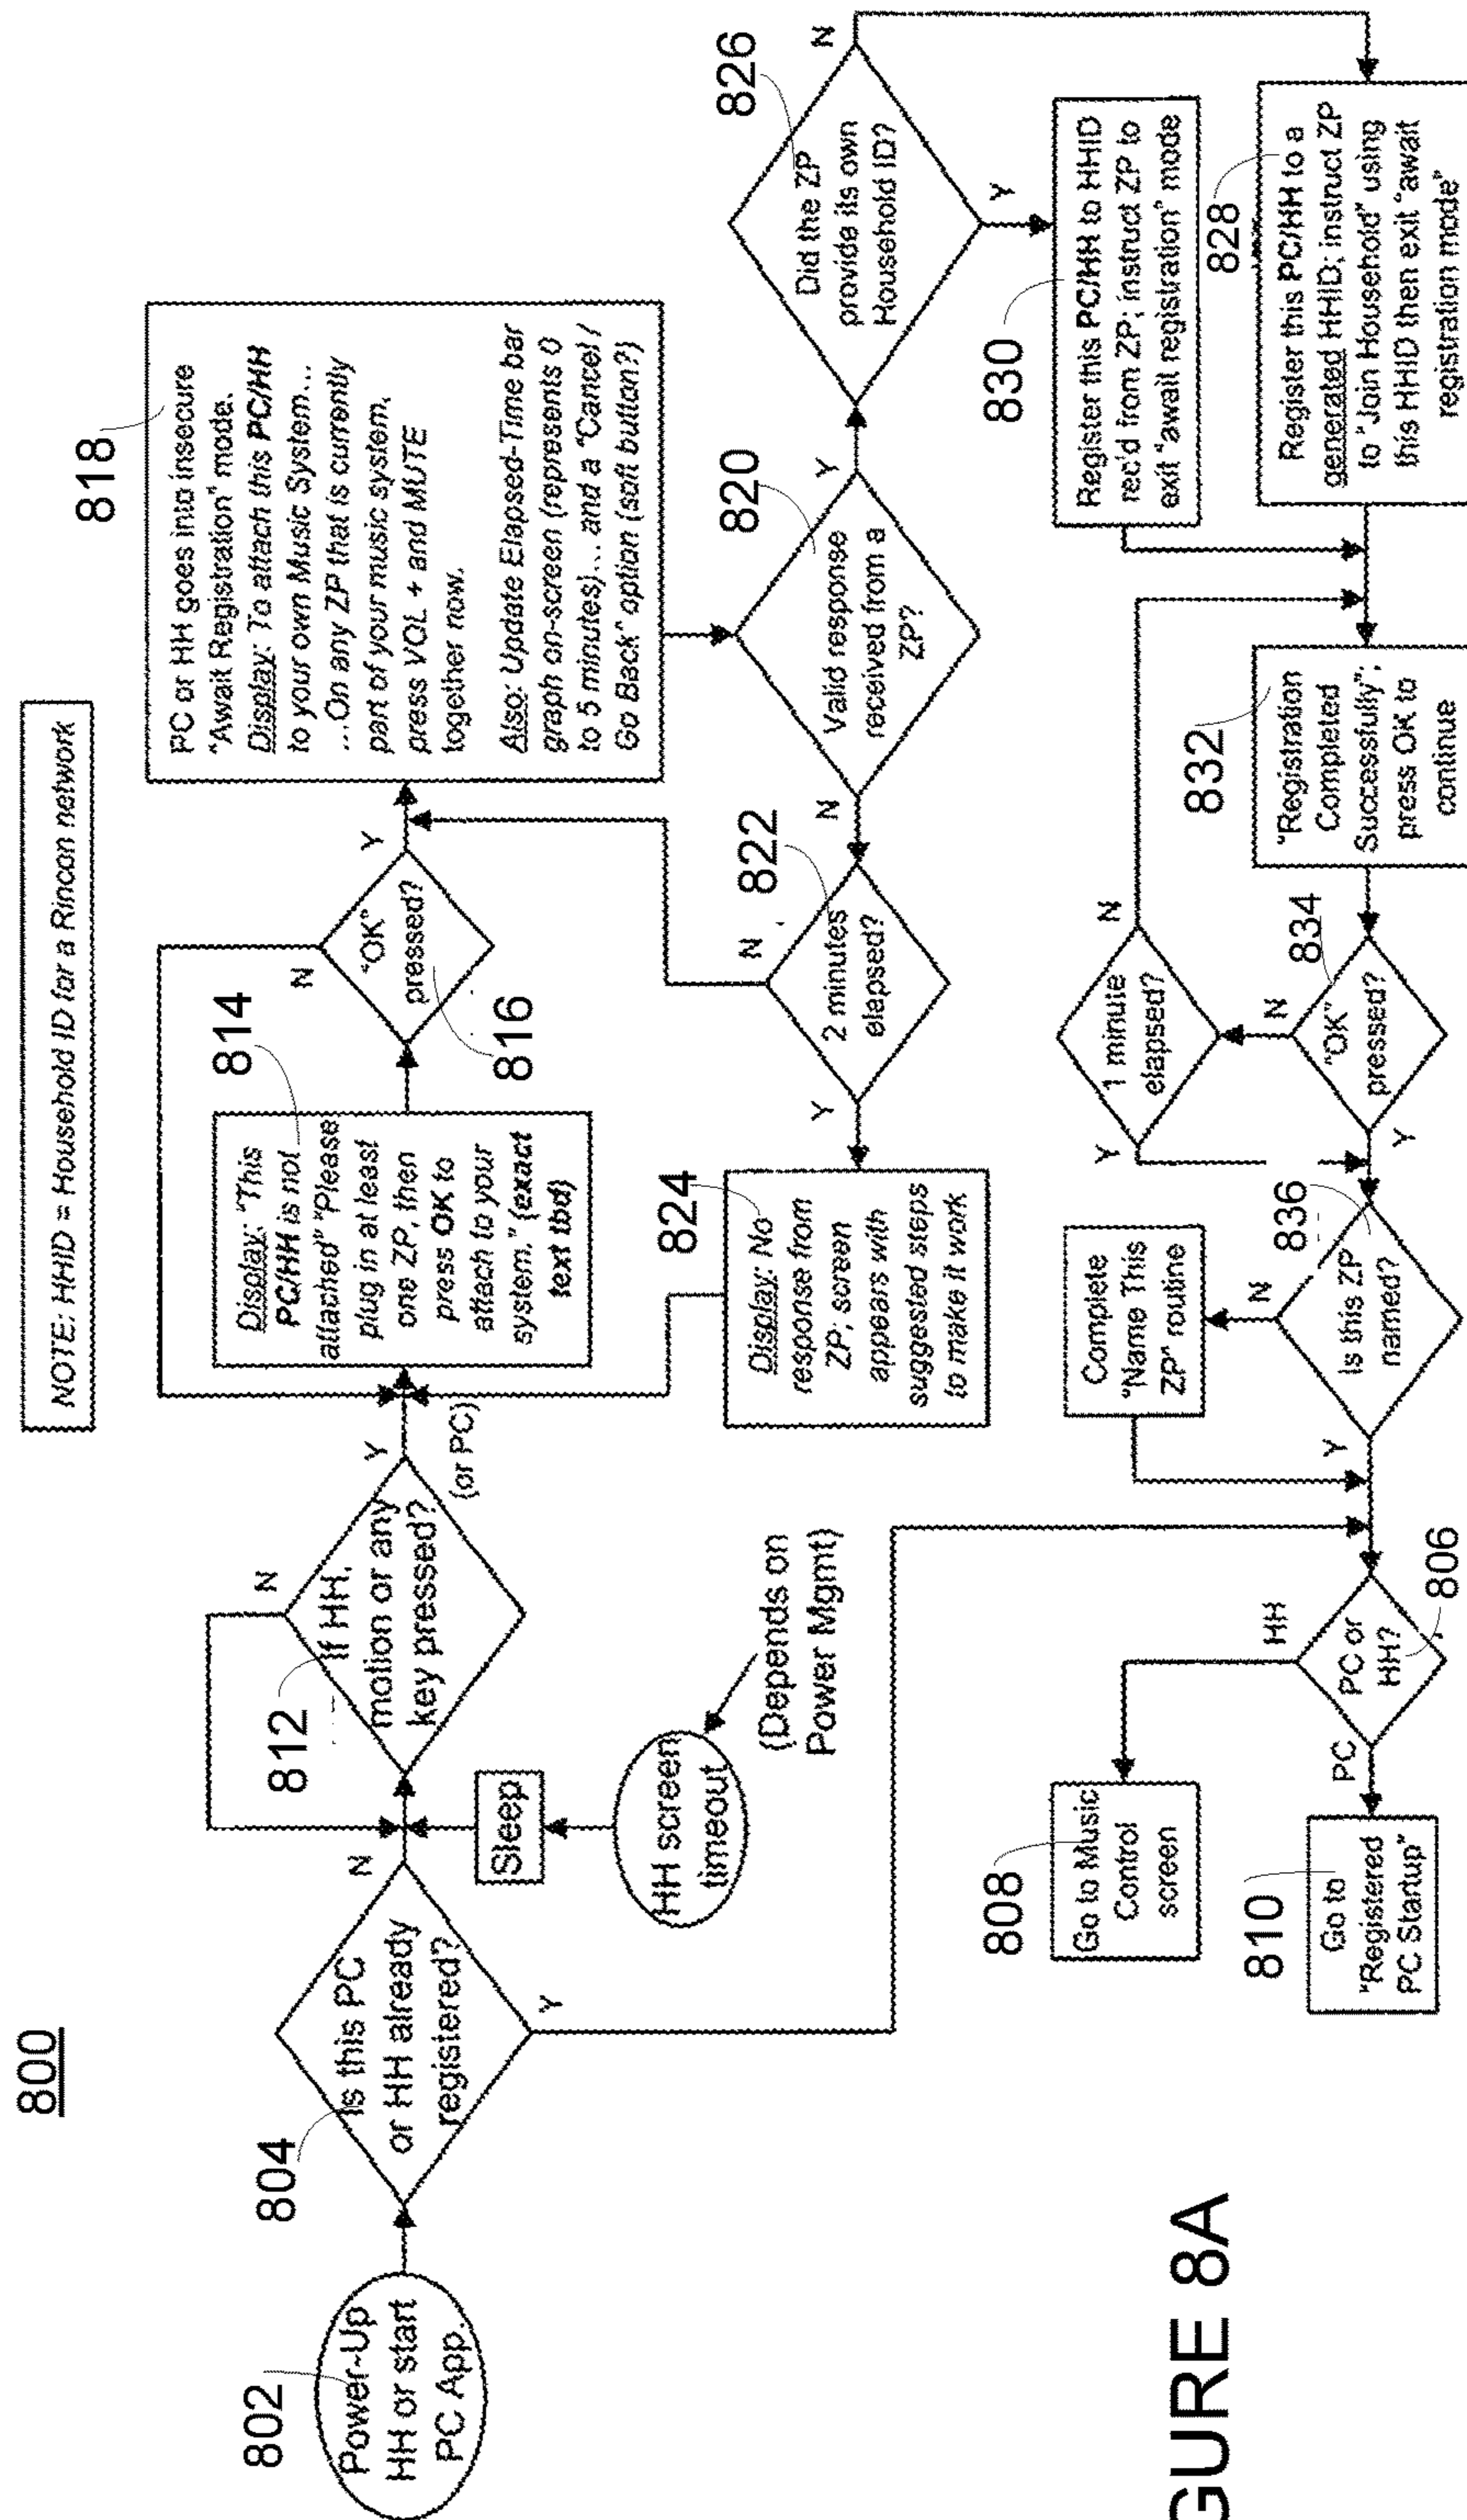 800
NOTE: HHID = Household ID for a Rincon network
802
Power-Up
HH or start
PC App.
804
Is this PC
or HH already
registered?
N
Y
Sleep
HH screen
timeout
(Depends on
Power Mgmt)
812
If HH,
motion or any
key pressed?
N
Y
(or PC)
814
Display: "This
PC/HH is not
attached" "Please
plug in at least
one ZP, then
press OK to
attach to your
system." (exact
text tbd)
816
"OK"
pressed?
N
Y
818
PC or HH goes into insecure
"Await Registration" mode.
Display: To attach this PC/HH
to your own Music System...
...On any ZP that is currently
part of your music system,
press VOL + and MUTE
together now.
Also: Update Elapsed-Time bar
graph on-screen (represents 0
to 5 minutes)... and a "Cancel /
Go Back" option (soft button?)
820
Valid response
received from a
ZP?
N
Y
822
2 minutes
elapsed?
N
Y
824
Display: No
response from
ZP; screen
appears with
suggested steps
to make it work
826
Did the ZP
provide its own
Household ID?
N
Y
830
Register this PC/HH to HHID
rec'd from ZP; instruct ZP to
exit "await registration" mode
828
Register this PC/HH to a
generated HHID; instruct ZP
to "Join Household" using
this HHID then exit "await
registration mode"
832
"Registration
Completed
Successfully";
press OK to
continue
834
"OK"
pressed?
N
Y
1 minute
elapsed?
N
Y
836
Is this ZP
named?
N
Y
Complete
"Name This
ZP" routine
806
PC or
HH?
HH
PC
808
Go to Music
Control
screen
810
Go to
"Registered
PC Startup"
GURE 8A